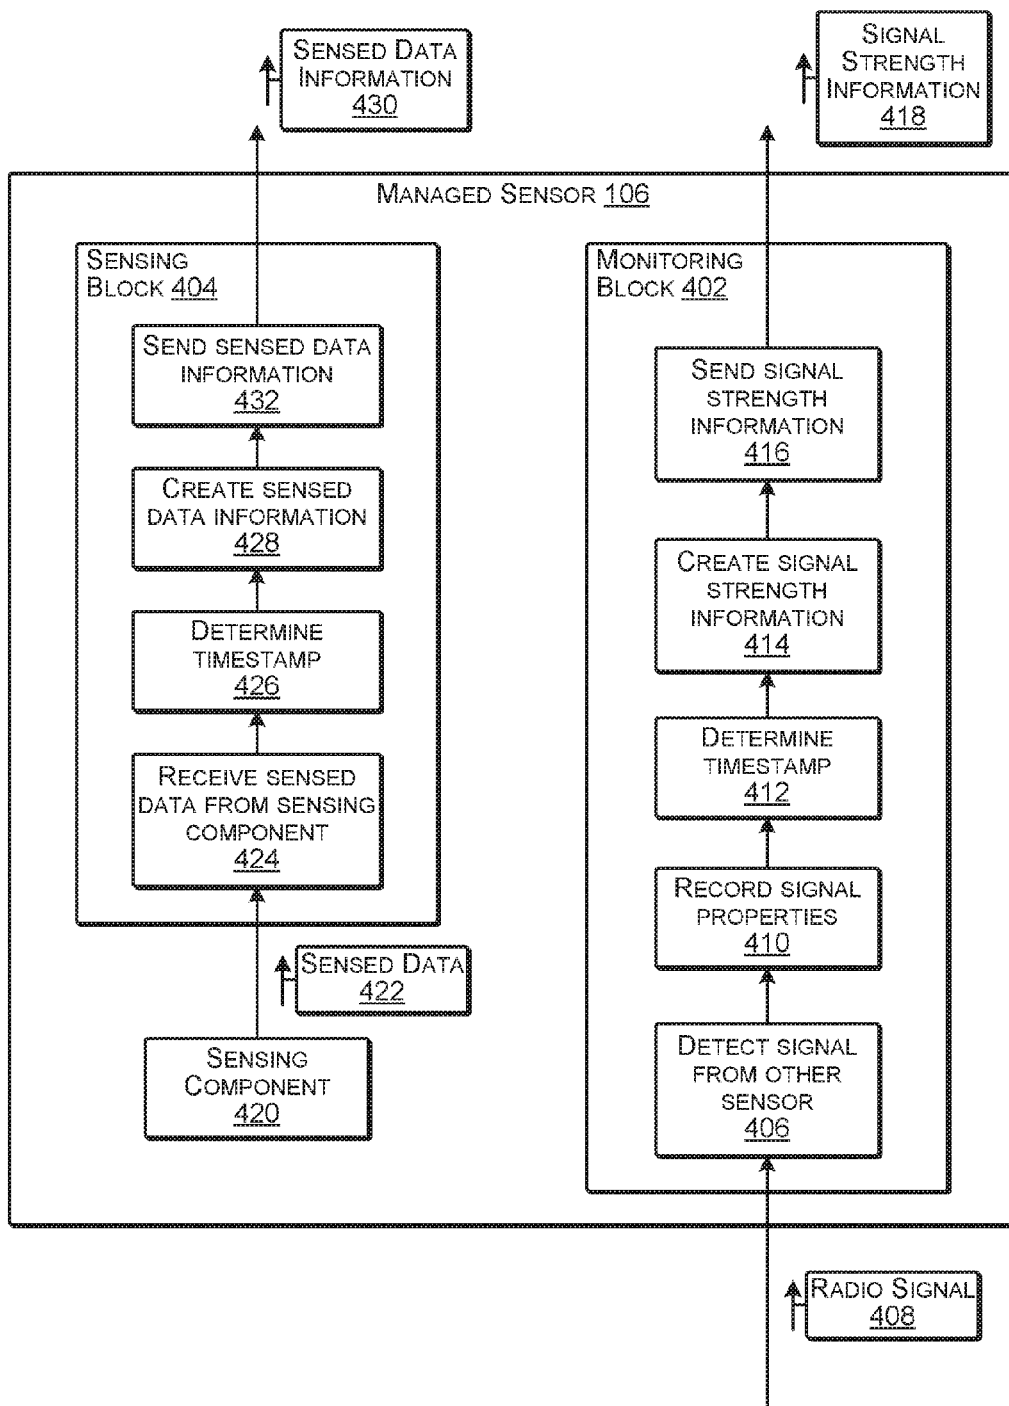 SENSED DATA
INFORMATION
430
SIGNAL
STRENGTH
INFORMATION
418
MANAGED SENSOR 106
SENSING
BLOCK 404
SEND SENSED DATA
INFORMATION
432
CREATE SENSED
DATA INFORMATION
428
DETERMINE
TIMESTAMP
426
RECEIVE SENSED
DATA FROM SENSING
COMPONENT
424
SENSED DATA
422
SENSING
COMPONENT
420
MONITORING
BLOCK 402
SEND SIGNAL
STRENGTH
INFORMATION
416
CREATE SIGNAL
STRENGTH
INFORMATION
414
DETERMINE
TIMESTAMP
412
RECORD SIGNAL
PROPERTIES
410
DETECT SIGNAL
FROM OTHER
SENSOR
406
RADIO SIGNAL
408